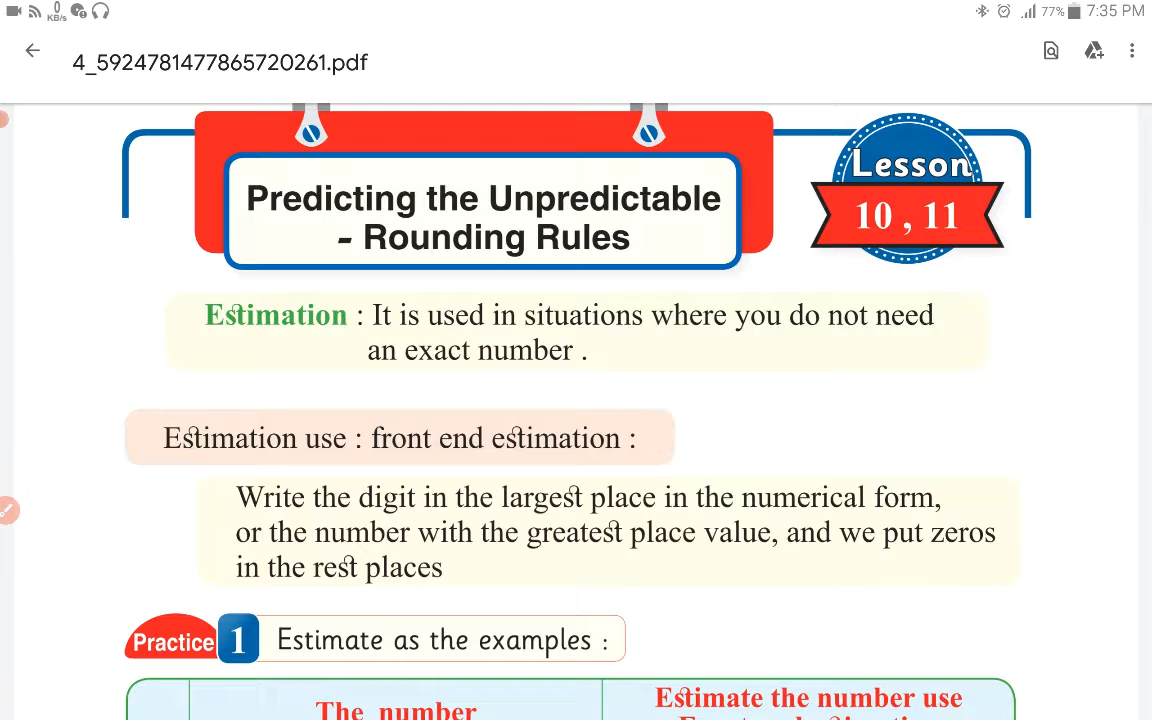 0
KB/s
77%
7:35 PM
4_5924781477865720261.pdf
Predicting the Unpredictable
- Rounding Rules
Lesson
10 , 11
Estimation : It is used in situations where you do not need
an exact number .
Estimation use : front end estimation :
Write the digit in the largest place in the numerical form,
or the number with the greatest place value, and we put zeros
in the rest places
Practice 1 Estimate as the examples :
The number
Estimate the number use